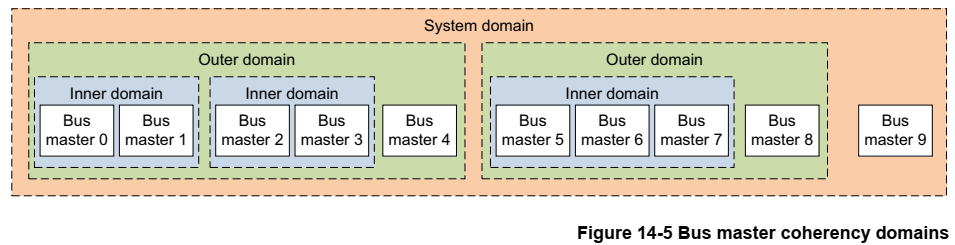 System domain
Outer domain
Outer domain
Inner domain
Inner domain
Inner domain
Bus
master 0
Bus
master 1
Bus
master 2
Bus
master 3
Bus
master 4
Bus
master 5
Bus
master 6
Bus
master 7
Bus
master 8
Bus
master 9
Figure 14-5 Bus master coherency domains